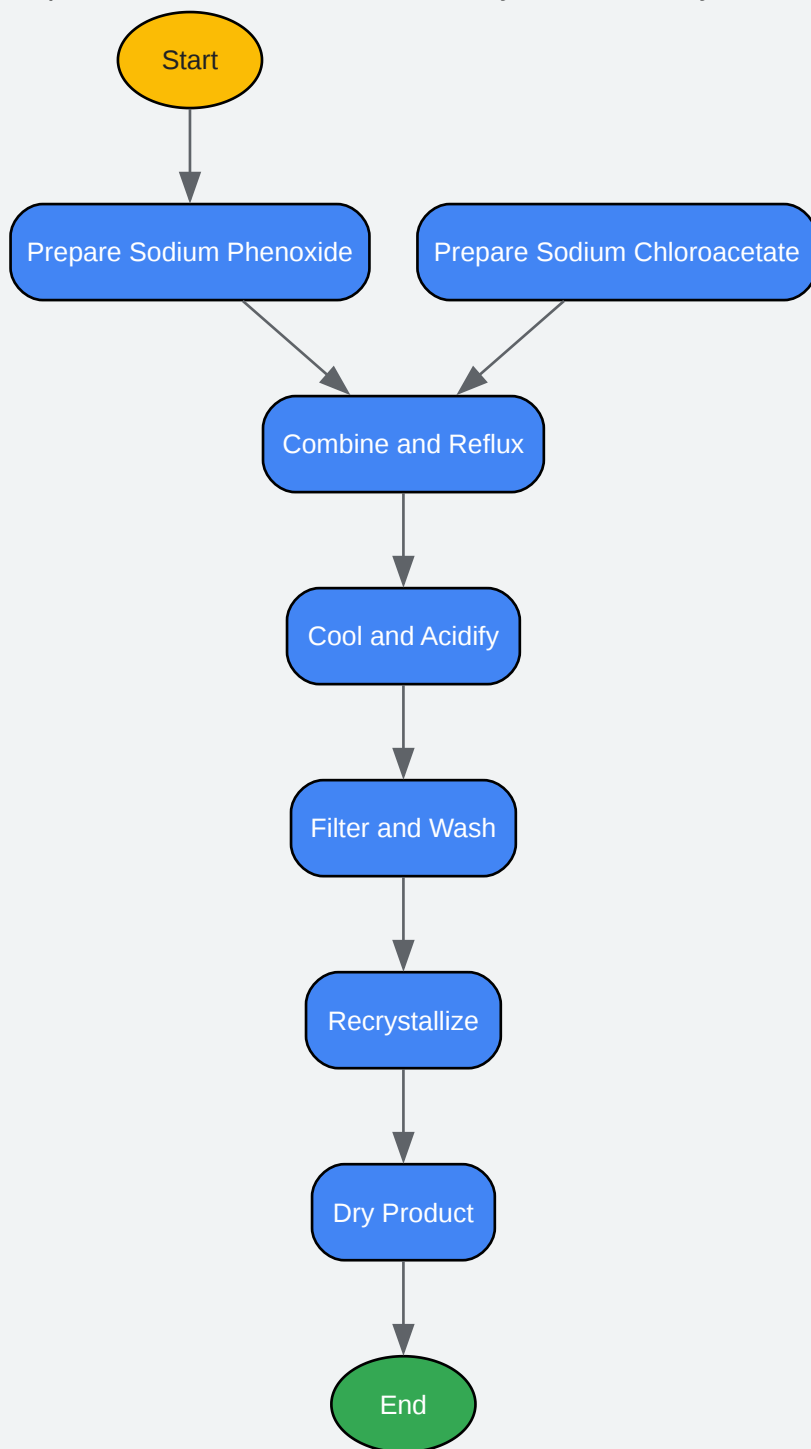 Start
Prepare Sodium Phenoxide
Prepare Sodium Chloroacetate
Combine and Reflux
Cool and Acidify
Filter and Wash
Recrystallize
Dry Product
End